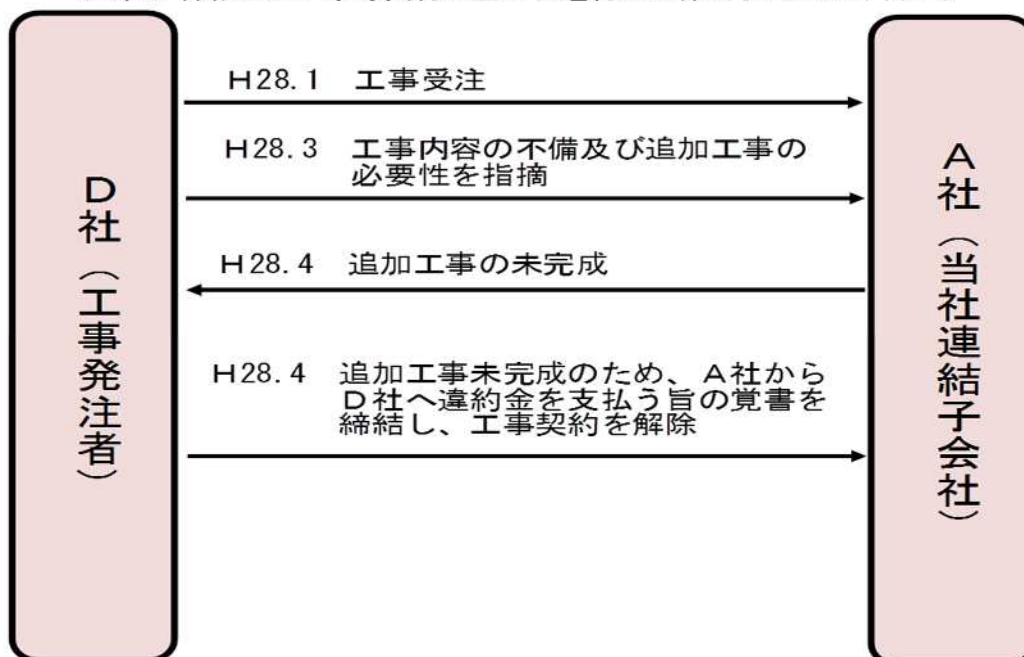 D社（工事発注者）
H28.1 工事受注
H28.3 工事内容の不備及び追加工事の
必要性を指摘
H28.4 追加工事の未完成
H28.4 追加工事未完成のため、A社から
D社へ違約金を支払う旨の覚書を
締結し、工事契約を解除
A社（当社連結子会社）